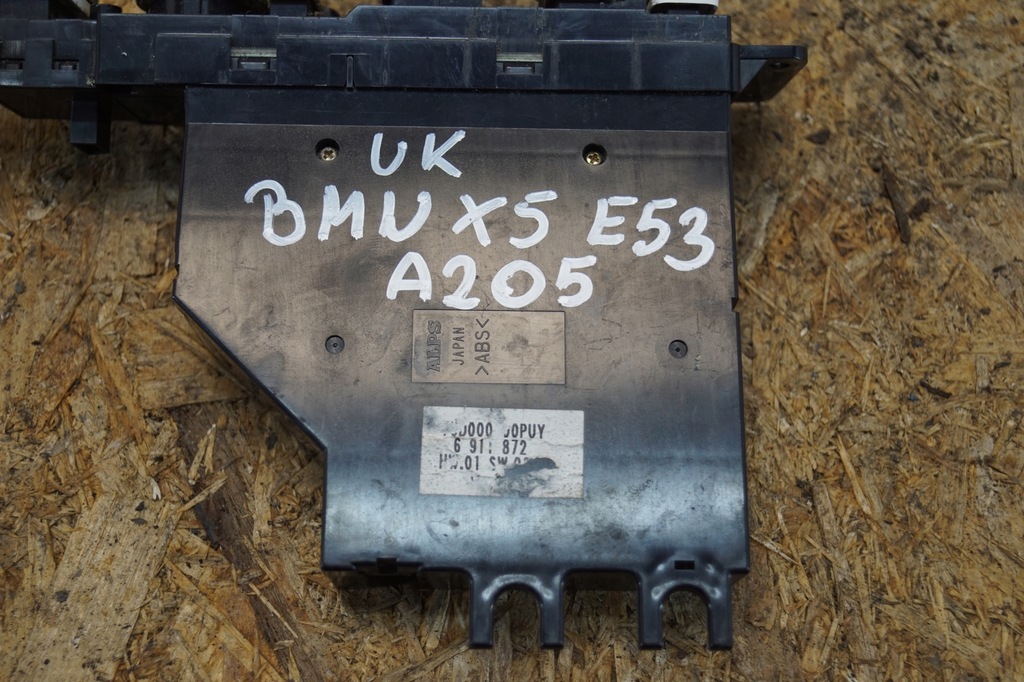 UK
BMW X5 E53
A205
ALPS
JAPAN
>ABS<
6 911 872